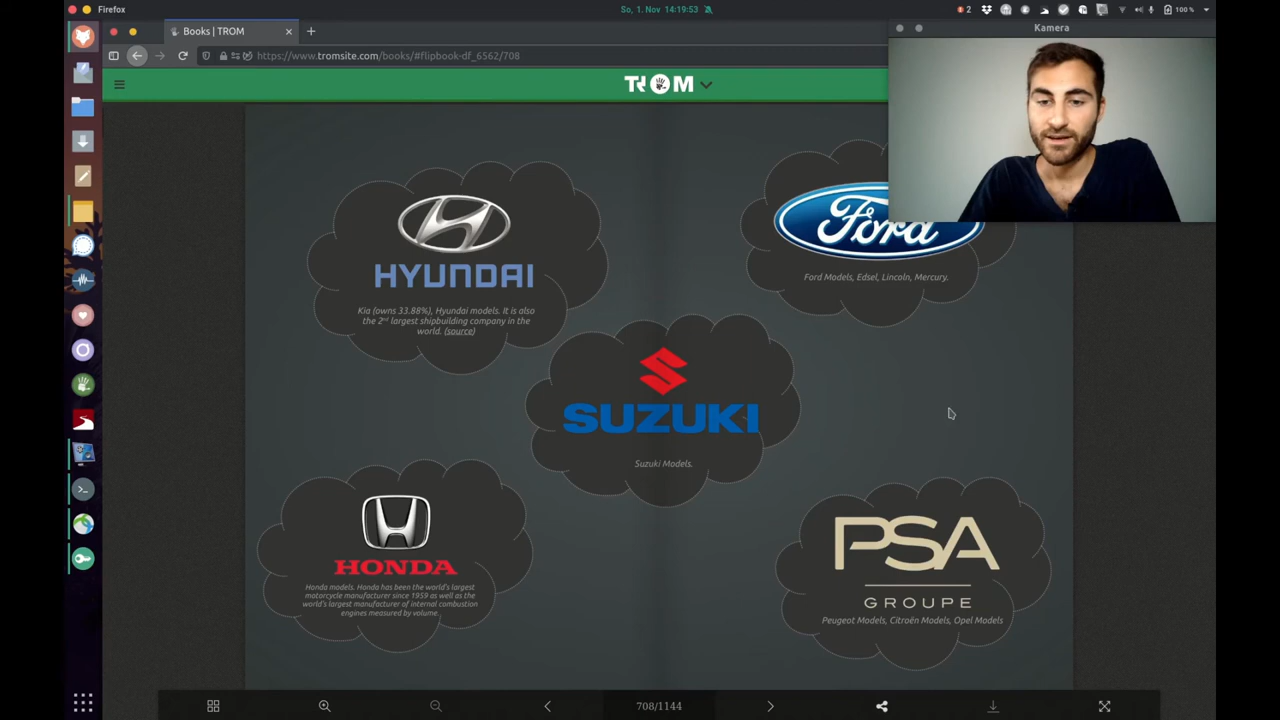 Firefox
So, 1. Nov 14:19:53
2
100 %
Kamera
Books | TROM
https://www.tromsite.com/books/#flipbook-df_6562/708
TROM
HYUNDAI
Kia (owns 33.88%), Hyundai models. It is also
the 2nd largest shipbuilding company in the
world. (source)
Ford
Ford Models, Edsel, Lincoln, Mercury.
SUZUKI
Suzuki Models.
HONDA
Honda models. Honda has been the world's largest
motorcycle manufacturer since 1959 as well as the
world's largest manufacturer of internal combustion
engines measured by volume.
PSA
GROUPE
Peugeot Models, Citroën Models, Opel Models
708/1144